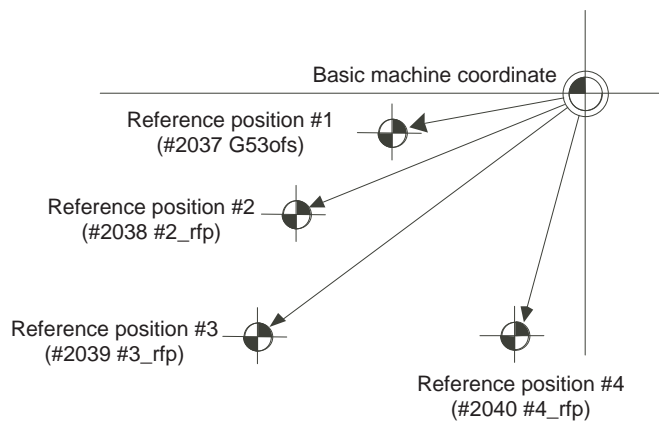 Basic machine coordinate
Reference position #1
(#2037 G53ofs)
Reference position #2
(#2038 #2_rfp)
Reference position #3
(#2039 #3_rfp)
Reference position #4
(#2040 #4_rfp)